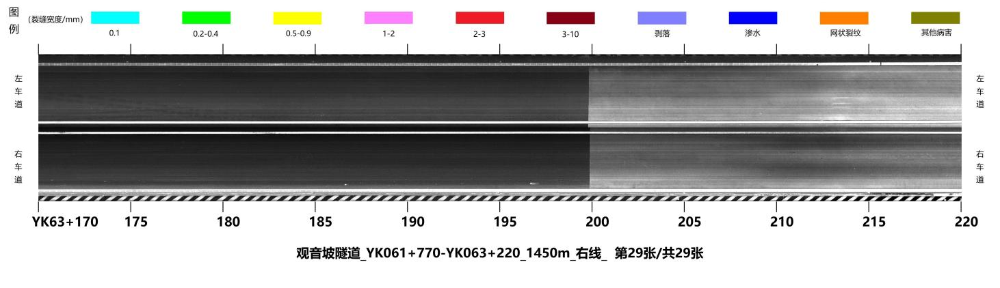 图例 (裂缝宽度/mm)
0.1 0.2-0.4 0.5-0.9 1-2 2-3 3-10 剥落 渗水 网状裂纹 其他病害
左车道 左车道
右车道 右车道
YK63+170 175 180 185 190 195 200 205 210 215 220
观音坡隧道_YK061+770-YK063+220_1450m_右线_ 第29张/共29张